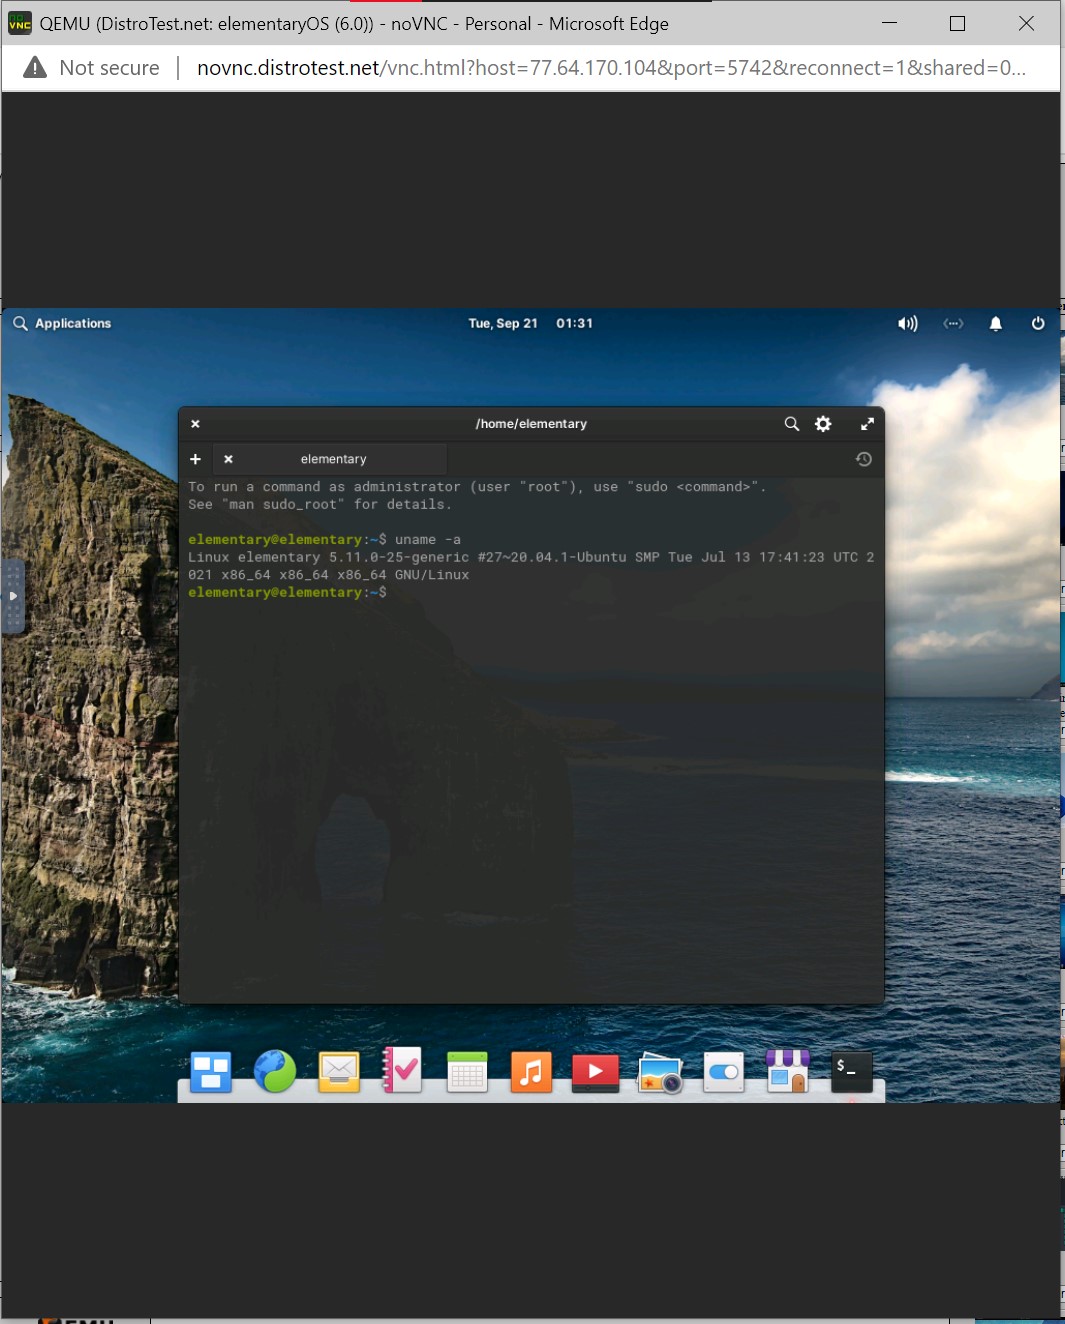 QEMU (DistroTest.net: elementaryOS (6.0)) - noVNC - Personal - Microsoft Edge
Not secure | novnc.distrotest.net/vnc.html?host=77.64.170.104&port=5742&reconnect=1&shared=0...
Applications Tue, Sep 21 01:31
/home/elementary
elementary
To run a command as administrator (user "root"), use "sudo <command>".
See "man sudo_root" for details.
elementary@elementary:~$ uname -a
Linux elementary 5.11.0-25-generic #27~20.04.1-Ubuntu SMP Tue Jul 13 17:41:23 UTC 2
021 x86_64 x86_64 x86_64 GNU/Linux
elementary@elementary:~$
$_